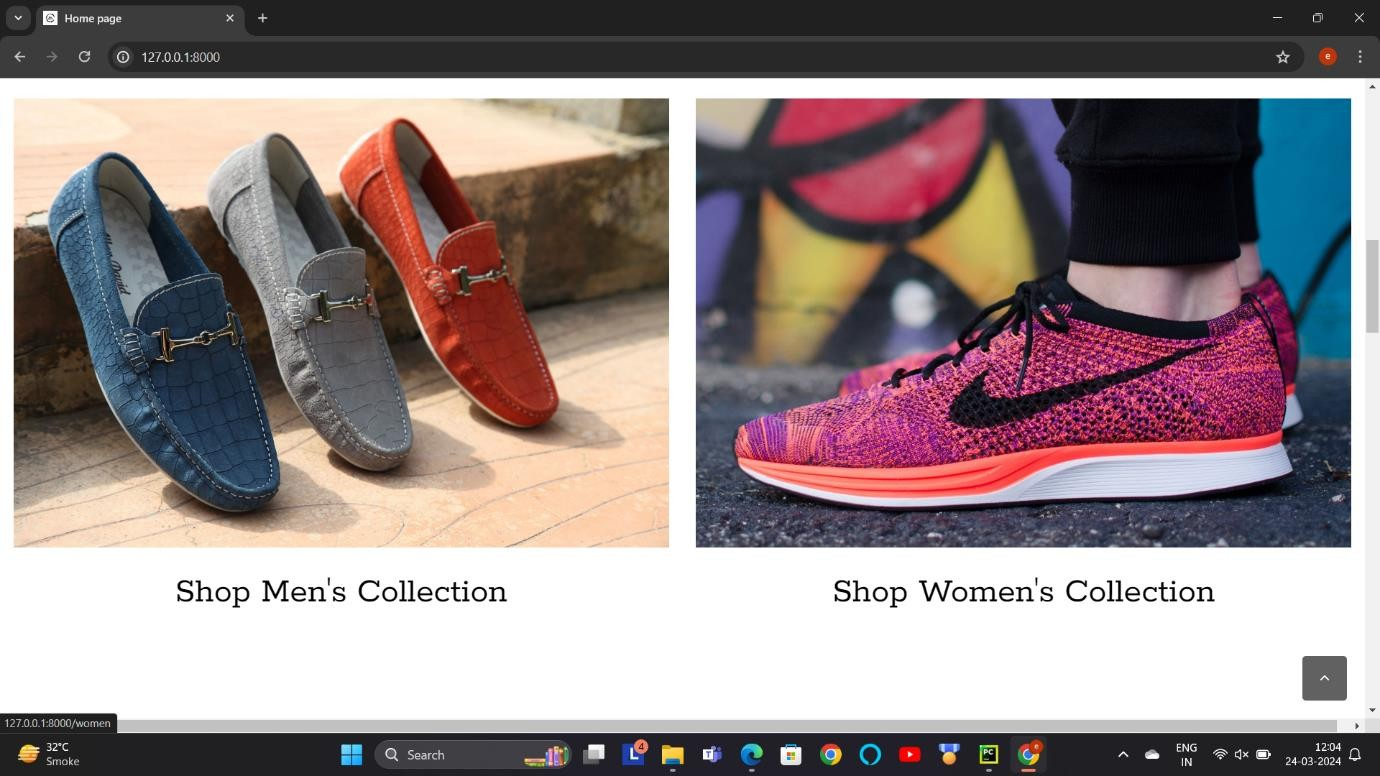 Home page
127.0.0.1:8000
Shop Men's Collection
Shop Women's Collection
127.0.0.1:8000/women
32°C
Smoke
Search
4
ENG
IN
12:04
24-03-2024